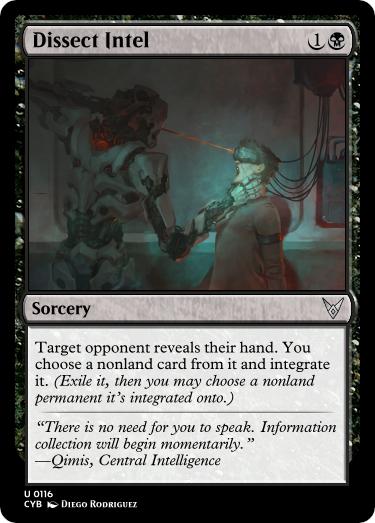 Dissect Intel 1
Sorcery
Target opponent reveals their hand. You
choose a nonland card from it and integrate
it. (Exile it, then you may choose a nonland
permanent it's integrated onto.)
“There is no need for you to speak. Information
collection will begin momentarily.”
—Qimis, Central Intelligence
U 0116
CYB Diego Rodriguez